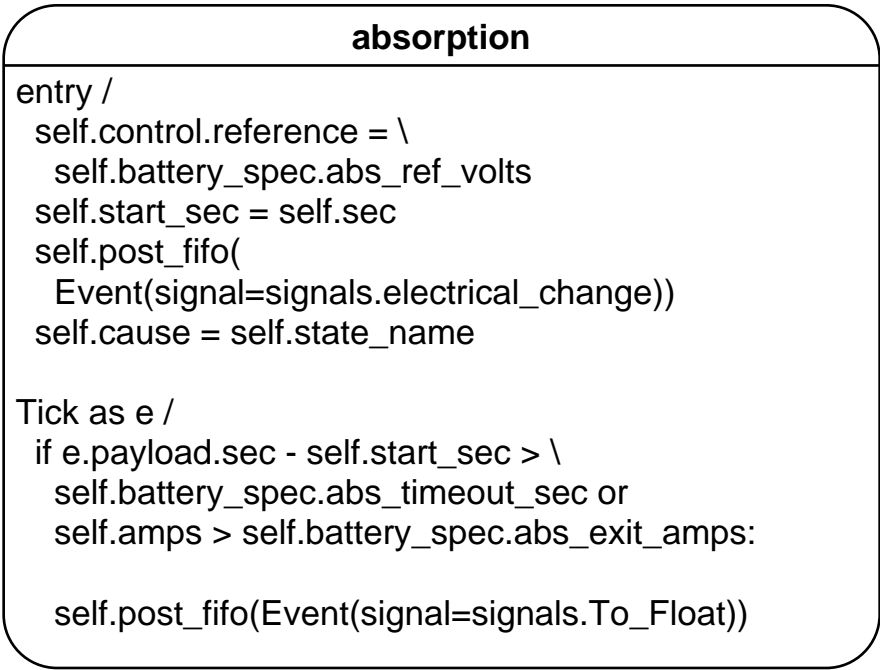 absorption
entry /
self.control.reference = \
self.battery_spec.abs_ref_volts
self.start_sec = self.sec
self.post_fifo(
Event(signal=signals.electrical_change))
self.cause = self.state_name
Tick as e /
if e.payload.sec - self.start_sec > \
self.battery_spec.abs_timeout_sec or
self.amps > self.battery_spec.abs_exit_amps:
self.post_fifo(Event(signal=signals.To_Float))